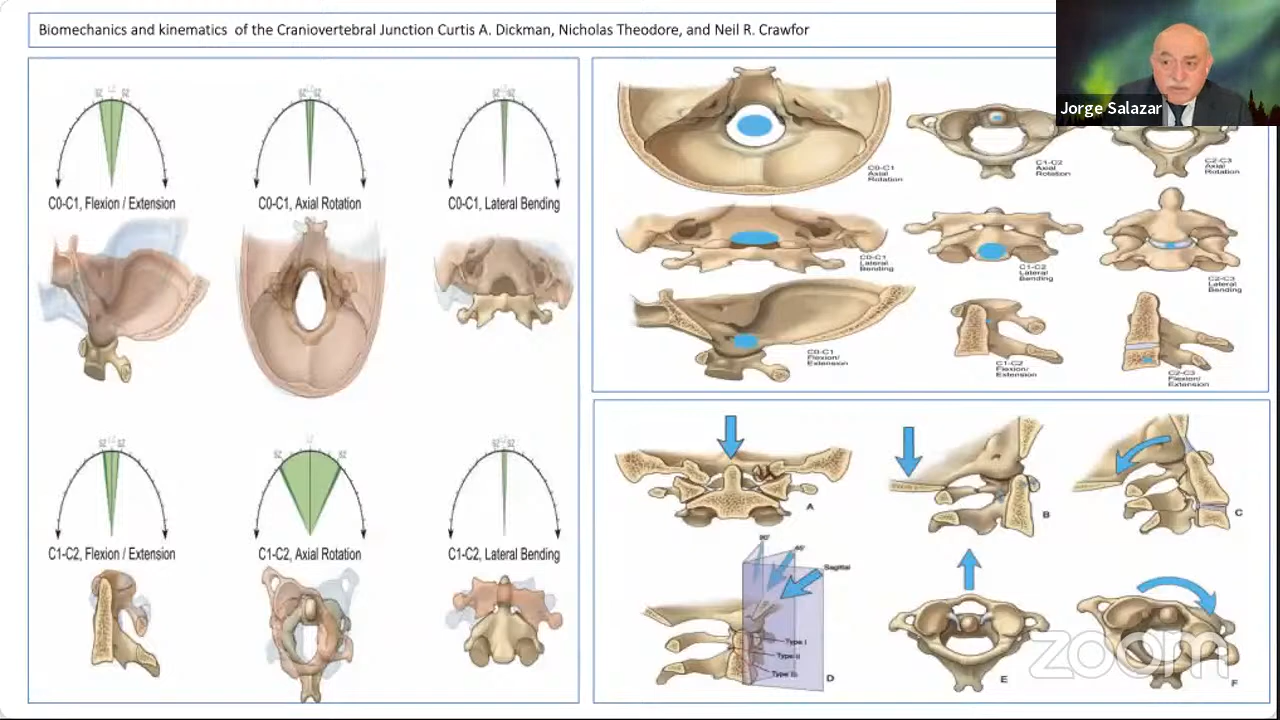 Biomechanics and kinematics  of the Craniovertebral Junction Curtis A. Dickman, Nicholas Theodore, and Neil R. Crawfor
Jorge Salazar
C0-C1, Flexion / Extension
C0-C1, Axial Rotation
C0-C1, Lateral Bending
C1-C2, Flexion / Extension
C1-C2, Axial Rotation
C1-C2, Lateral Bending
C0-C1
Axial
Rotation
C1-C2
Axial
Rotation
C2-C3
Axial
Rotation
C0-C1
Lateral
Bending
C1-C2
Lateral
Bending
C2-C3
Lateral
Bending
C0-C1
Flexion/
Extension
C1-C2
Flexion/
Extension
C2-C3
Flexion/
Extension
A
B
C
90°
45°
Sagittal
Type I
Type II
Type III
D
E
F
zoom